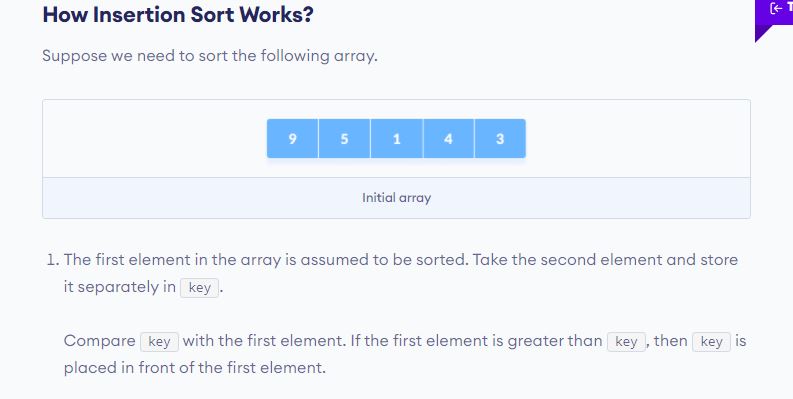 How Insertion Sort Works?
Suppose we need to sort the following array.
9 5 1 4 3
Initial array
1. The first element in the array is assumed to be sorted. Take the second element and store
it separately in key.
Compare key with the first element. If the first element is greater than key, then key is
placed in front of the first element.